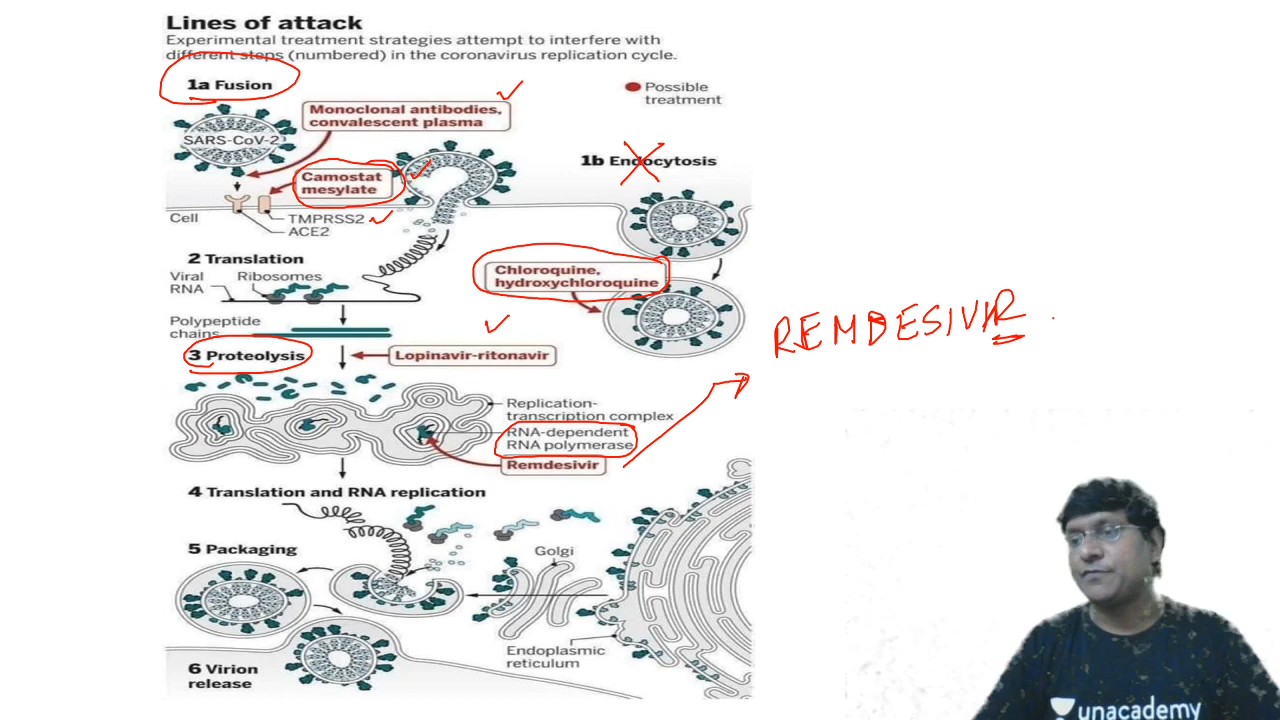 Lines of attack
Experimental treatment strategies attempt to interfere with
different steps (numbered) in the coronavirus replication cycle.
1a Fusion
Possible
treatment
Monoclonal antibodies,
convalescent plasma
SARS-CoV-2
1b Endocytosis
Camostat
mesylate
Cell
TMPRSS2
ACE2
2 Translation
Viral
RNA
Ribosomes
Chloroquine,
hydroxychloroquine
Polypeptide
chains
REMDESIVIR
3 Proteolysis
Lopinavir-ritonavir
Replication-
transcription complex
RNA-dependent
RNA polymerase
Remdesivir
4 Translation and RNA replication
5 Packaging
Golgi
Endoplasmic
reticulum
6 Virion
release
unacademy